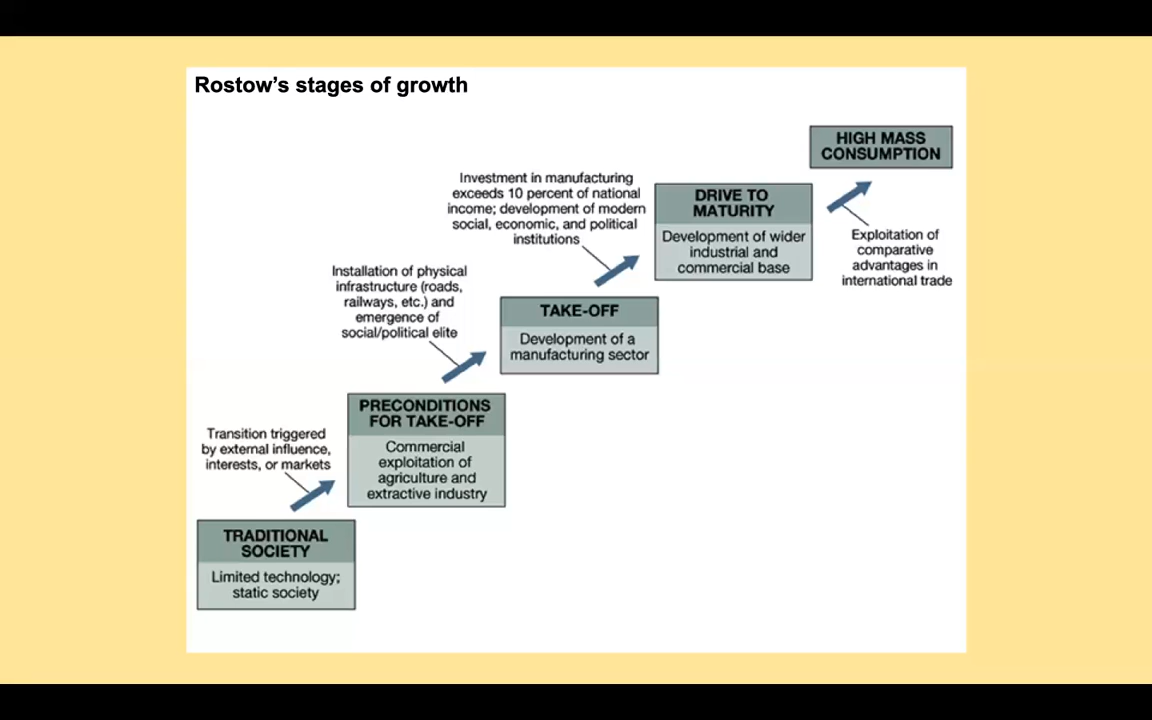 Rostow's stages of growth
HIGH MASS
CONSUMPTION
Investment in manufacturing
exceeds 10 percent of national
income; development of modern
social, economic, and political
institutions
DRIVE TO
MATURITY
Development of wider
industrial and
commercial base
Exploitation of
comparative
advantages in
international trade
Installation of physical
infrastructure (roads,
railways, etc.) and
emergence of
social/political elite
TAKE-OFF
Development of a
manufacturing sector
PRECONDITIONS
FOR TAKE-OFF
Commercial
exploitation of
agriculture and
extractive industry
Transition triggered
by external influence,
interests, or markets
TRADITIONAL
SOCIETY
Limited technology;
static society